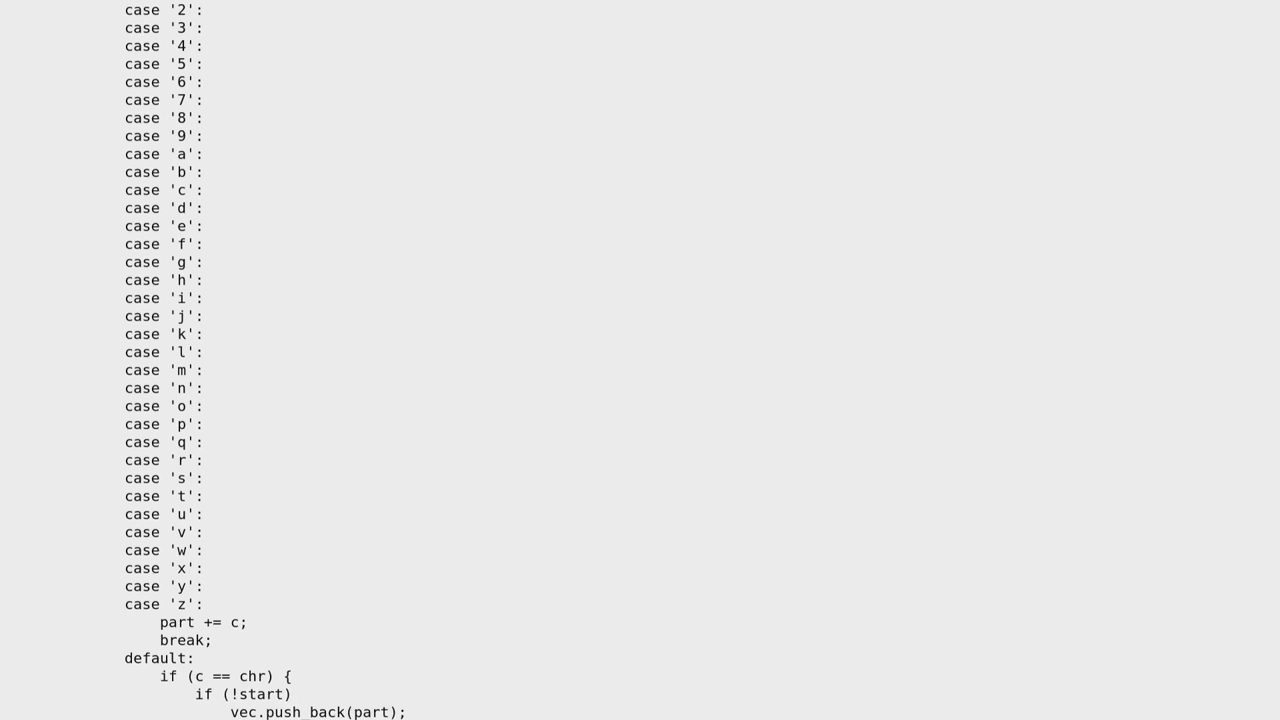 case '2':
case '3':
case '4':
case '5':
case '6':
case '7':
case '8':
case '9':
case 'a':
case 'b':
case 'c':
case 'd':
case 'e':
case 'f':
case 'g':
case 'h':
case 'i':
case 'j':
case 'k':
case 'l':
case 'm':
case 'n':
case 'o':
case 'p':
case 'q':
case 'r':
case 's':
case 't':
case 'u':
case 'v':
case 'w':
case 'x':
case 'y':
case 'z':
    part += c;
    break;
default:
    if (c == chr) {
        if (!start)
            vec.push_back(part);